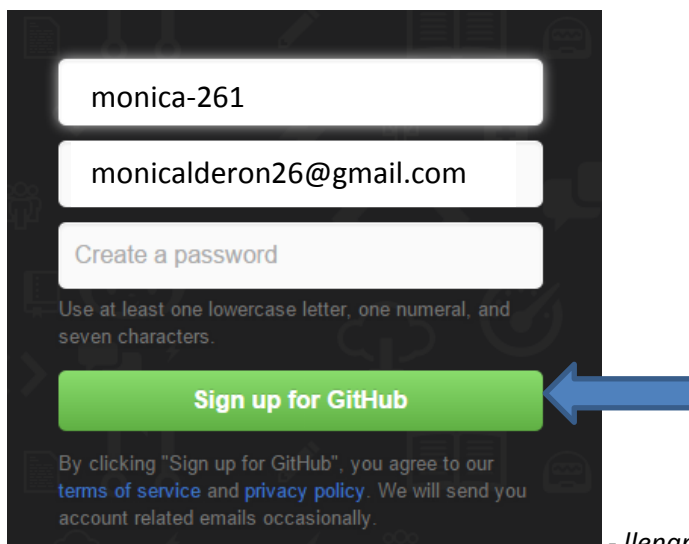 monica-261
monicalderon26@gmail.com
Create a password
Use at least one lowercase letter, one numeral, and
seven characters.
Sign up for GitHub
By clicking "Sign up for GitHub", you agree to our
terms of service and privacy policy. We will send you
account related emails occasionally.